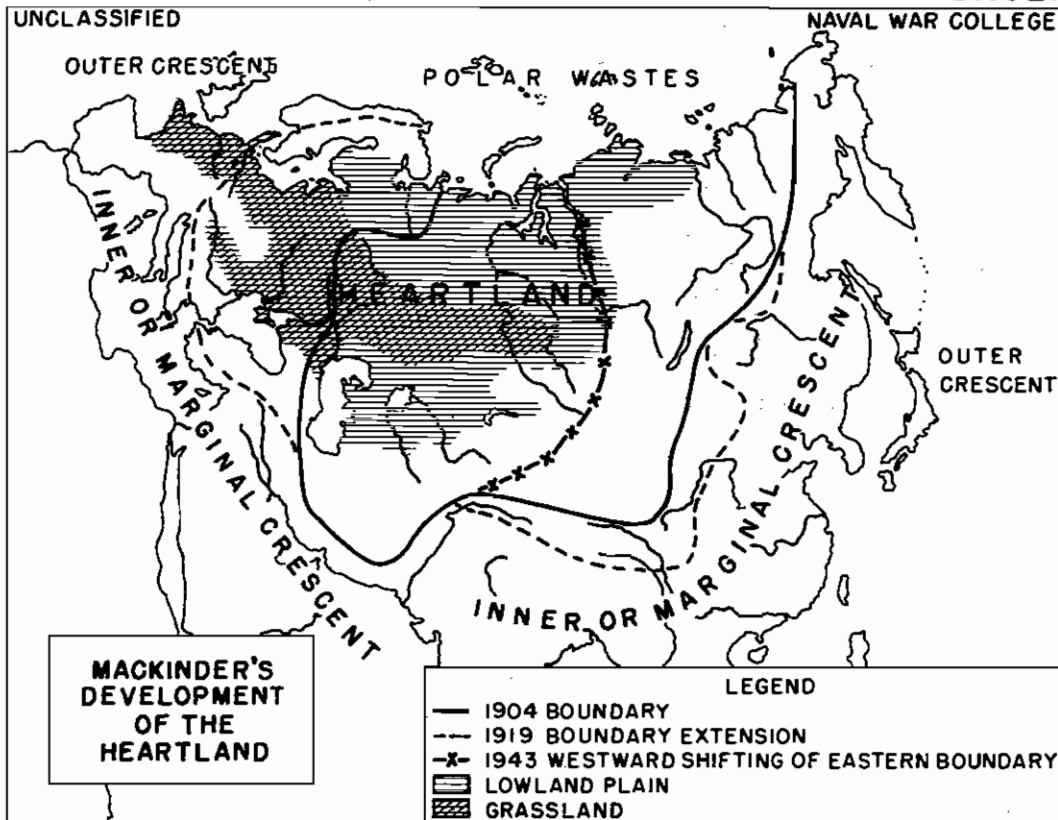 UNCLASSIFIED
NAVAL WAR COLLEGE
OUTER CRESCENT
POLAR WASTES
INNER OR MARGINAL CRESCENT
HEARTLAND
OUTER
CRESCENT
INNER OR MARGINAL CRESCENT
MACKINDER'S
DEVELOPMENT
OF THE
HEARTLAND
LEGEND
1904 BOUNDARY
1919 BOUNDARY EXTENSION
-x- 1943 WESTWARD SHIFTING OF EASTERN BOUNDARY
LOWLAND PLAIN
GRASSLAND